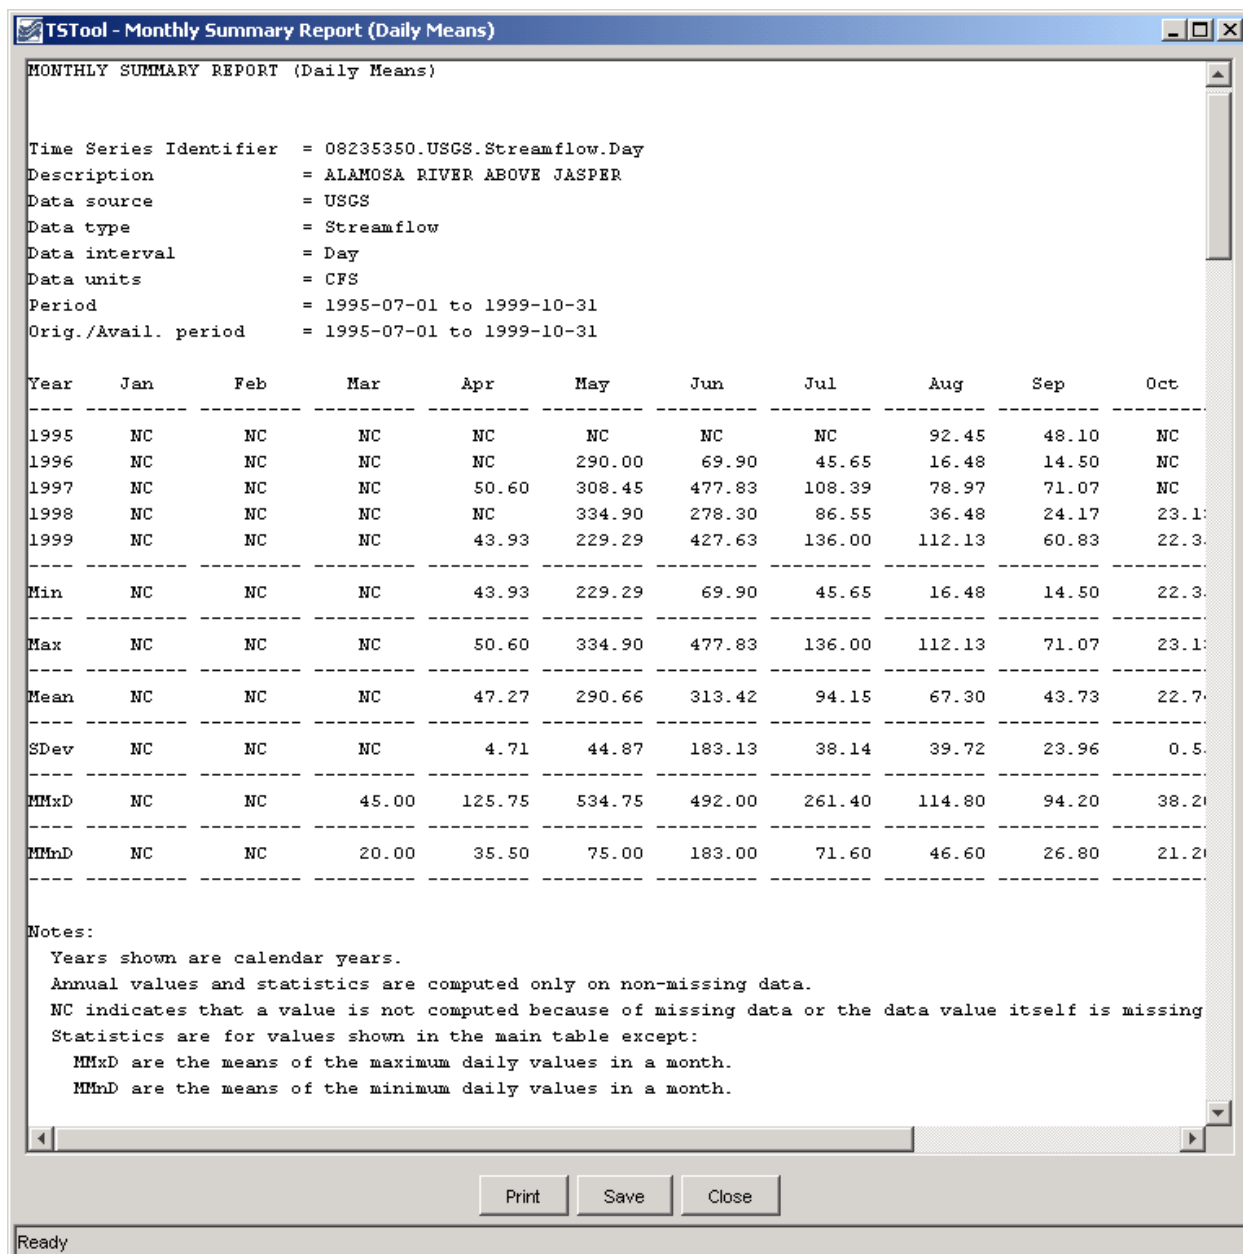 TSTool - Monthly Summary Report (Daily Means)
MONTHLY SUMMARY REPORT (Daily Means)
Time Series Identifier = 08235350.USGS.Streamflow.Day
Description = ALAMOSA RIVER ABOVE JASPER
Data source = USGS
Data type = Streamflow
Data interval = Day
Data units = CFS
Period = 1995-07-01 to 1999-10-31
Orig./Avail. period = 1995-07-01 to 1999-10-31
Year Jan Feb Mar Apr May Jun Jul Aug Sep Oct
---- --------- --------- --------- --------- --------- --------- --------- --------- --------- --------
1995 NC NC NC NC NC NC NC 92.45 48.10 NC
1996 NC NC NC NC 290.00 69.90 45.65 16.48 14.50 NC
1997 NC NC NC 50.60 308.45 477.83 108.39 78.97 71.07 NC
1998 NC NC NC NC 334.90 278.30 86.55 36.48 24.17 23.1
1999 NC NC NC 43.93 229.29 427.63 136.00 112.13 60.83 22.3
---- --------- --------- --------- --------- --------- --------- --------- --------- --------- --------
Min NC NC NC 43.93 229.29 69.90 45.65 16.48 14.50 22.3
---- --------- --------- --------- --------- --------- --------- --------- --------- --------- --------
Max NC NC NC 50.60 334.90 477.83 136.00 112.13 71.07 23.1
---- --------- --------- --------- --------- --------- --------- --------- --------- --------- --------
Mean NC NC NC 47.27 290.66 313.42 94.15 67.30 43.73 22.7
---- --------- --------- --------- --------- --------- --------- --------- --------- --------- --------
SDev NC NC NC 4.71 44.87 183.13 38.14 39.72 23.96 0.5
---- --------- --------- --------- --------- --------- --------- --------- --------- --------- --------
MMxD NC NC 45.00 125.75 534.75 492.00 261.40 114.80 94.20 38.2
---- --------- --------- --------- --------- --------- --------- --------- --------- --------- --------
MMnD NC NC 20.00 35.50 75.00 183.00 71.60 46.60 26.80 21.2
---- --------- --------- --------- --------- --------- --------- --------- --------- --------- --------
Notes:
Years shown are calendar years.
Annual values and statistics are computed only on non-missing data.
NC indicates that a value is not computed because of missing data or the data value itself is missing
Statistics are for values shown in the main table except:
MMxD are the means of the maximum daily values in a month.
MMnD are the means of the minimum daily values in a month.
Print Save Close
Ready